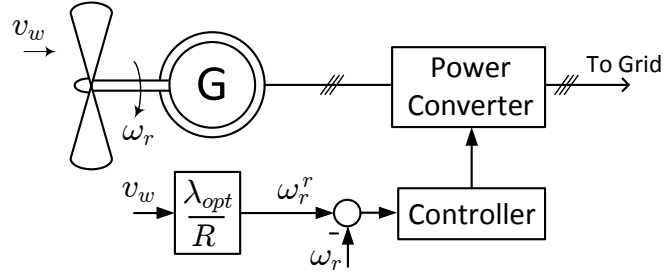 v_w
G
ω_r
Power
Converter
To Grid
v_w
λ_opt
R
ω_r^r
-
ω_r
Controller